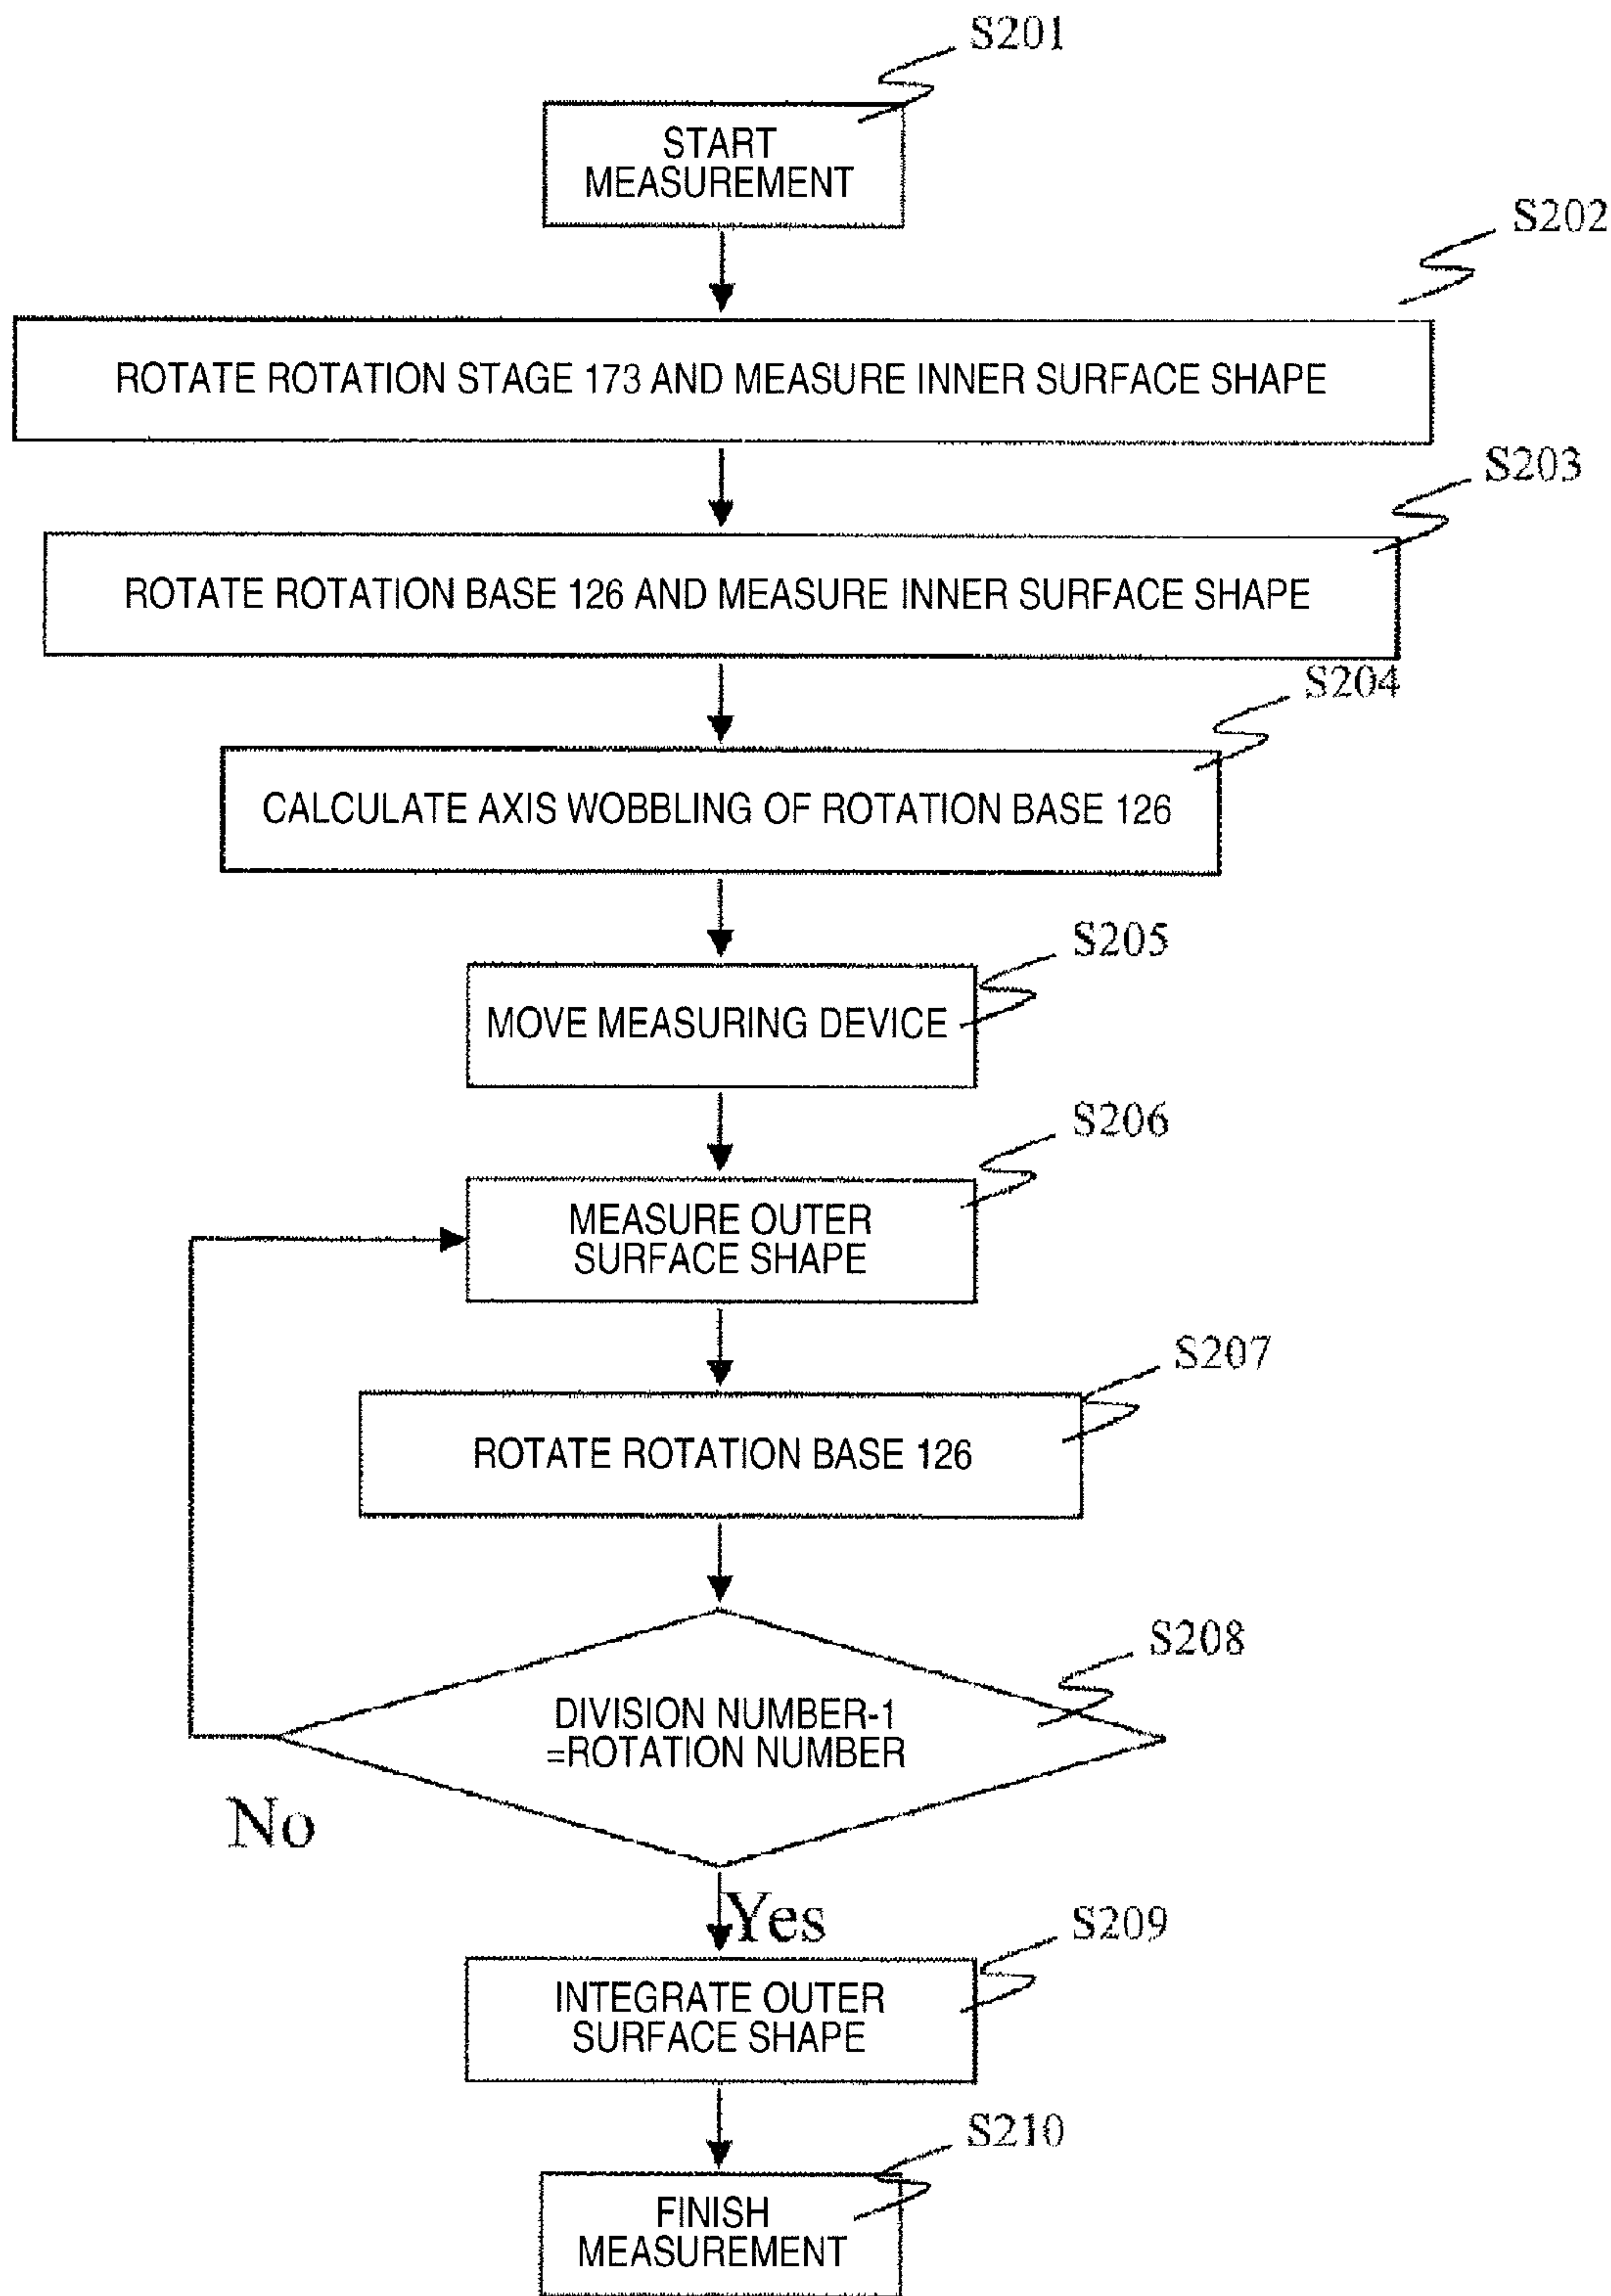 S201
START
MEASUREMENT
S202
ROTATE ROTATION STAGE 173 AND MEASURE INNER SURFACE SHAPE
S203
ROTATE ROTATION BASE 126 AND MEASURE INNER SURFACE SHAPE
S204
CALCULATE AXIS WOBBLING OF ROTATION BASE 126
S205
MOVE MEASURING DEVICE
S206
MEASURE OUTER
SURFACE SHAPE
S207
ROTATE ROTATION BASE 126
S208
DIVISION NUMBER-1
=ROTATION NUMBER
No
Yes
S209
INTEGRATE OUTER
SURFACE SHAPE
S210
FINISH
MEASUREMENT